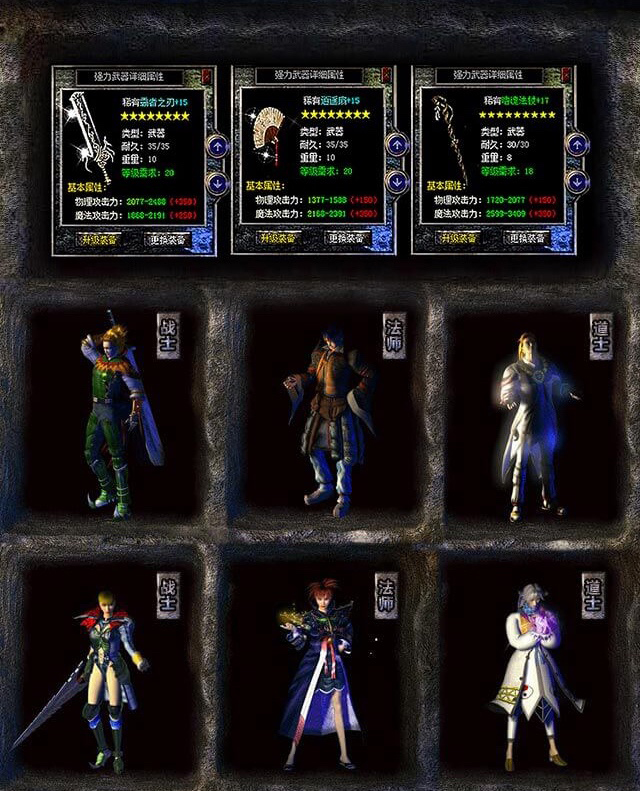 强力武器详细属性
稀有霸者之刃+15
★★★★★★★★
类型: 武器
耐久: 35/35
重量: 10
等级需求: 20
基本属性:
物理攻击力: 2077-2488 (+350)
魔法攻击力: 1668-2191 (+250)
升级装备 更换装备
强力武器详细属性
稀有逍遥扇+15
★★★★★★★★
类型: 武器
耐久: 35/35
重量: 10
等级需求: 20
基本属性:
物理攻击力: 1377-1588 (+150)
魔法攻击力: 2168-2391 (+350)
升级装备 更换装备
强力武器详细属性
类型: 武器
耐久: 30/30
重量: 8
等级需求: 18
基本属性:
物理攻击力: 1720-2077 (+150)
魔法攻击力: 2599-3409 (+350)
升级装备 更换装备
战士
法师
道士
战士
法师
道士